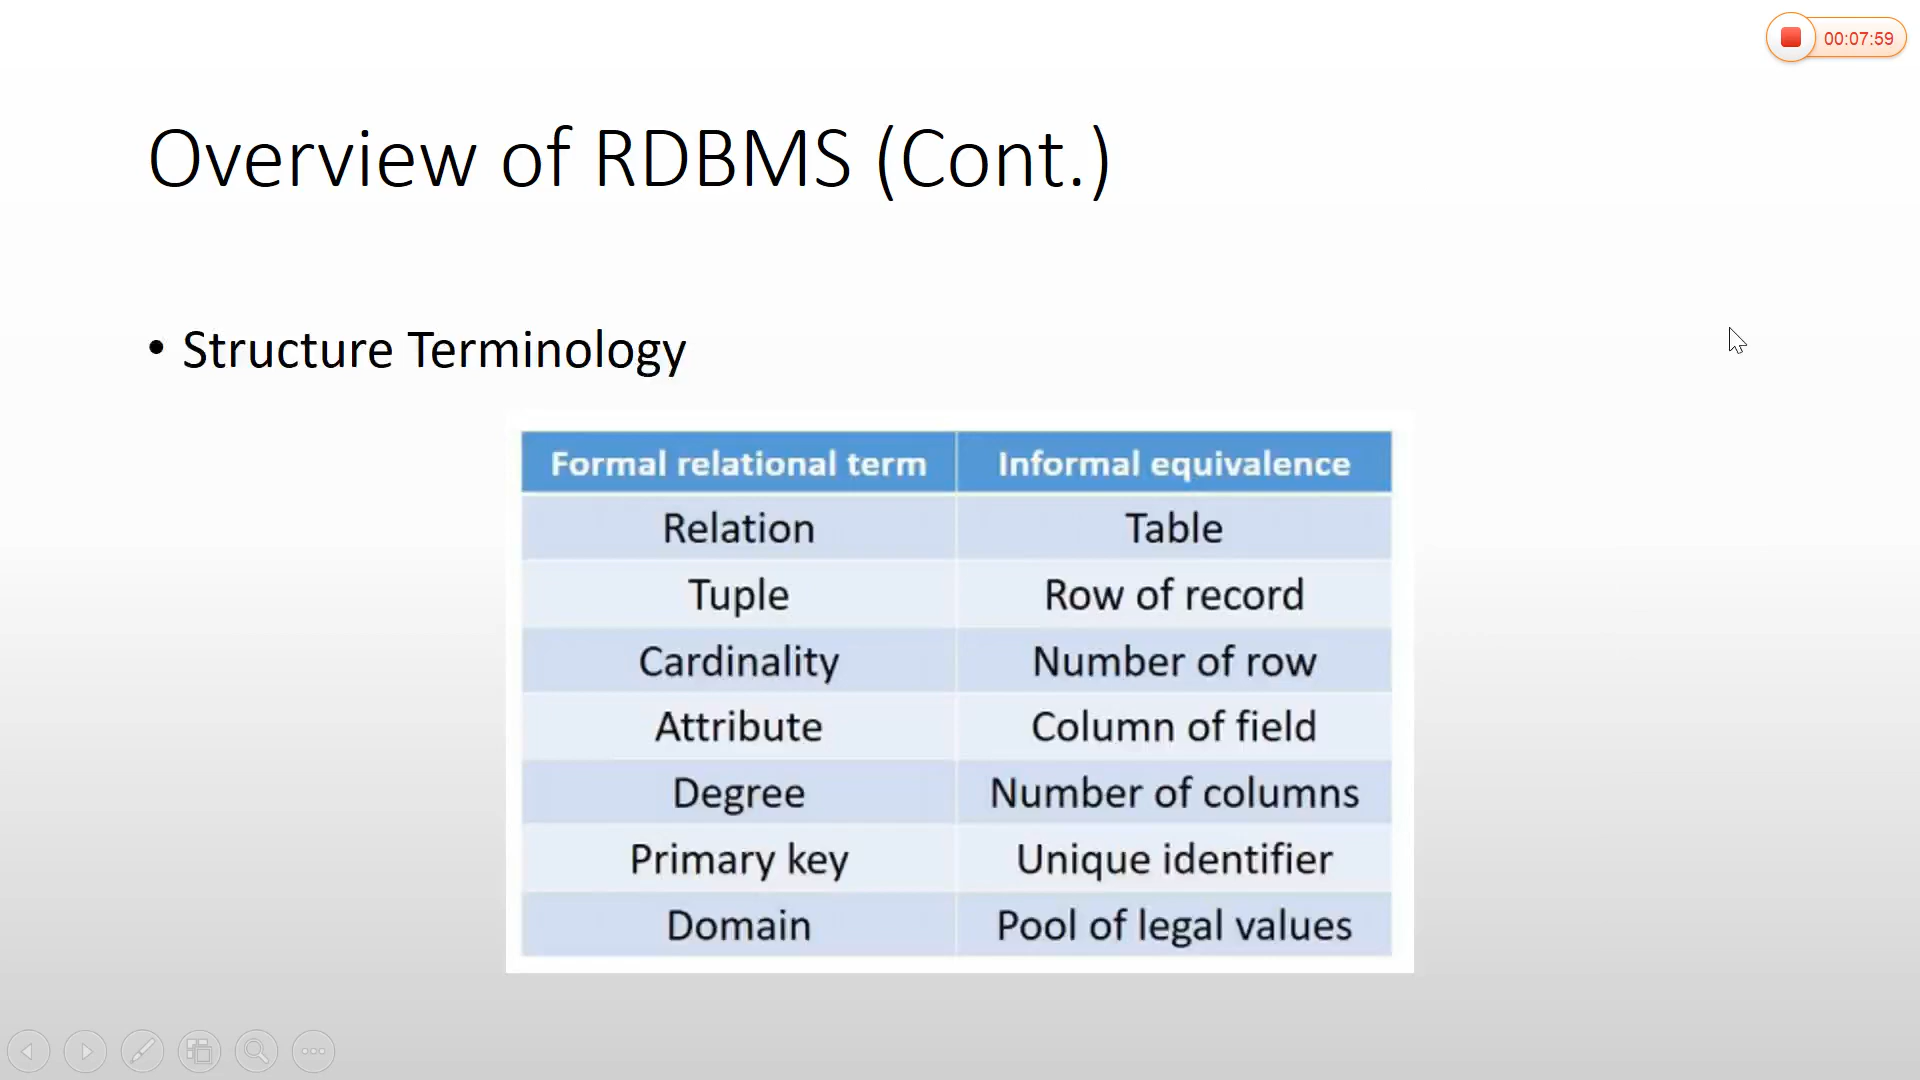 00:07:59
Overview of RDBMS (Cont.)
• Structure Terminology
Formal relational term Informal equivalence
Relation Table
Tuple Row of record
Cardinality Number of row
Attribute Column of field
Degree Number of columns
Primary key Unique identifier
Domain Pool of legal values